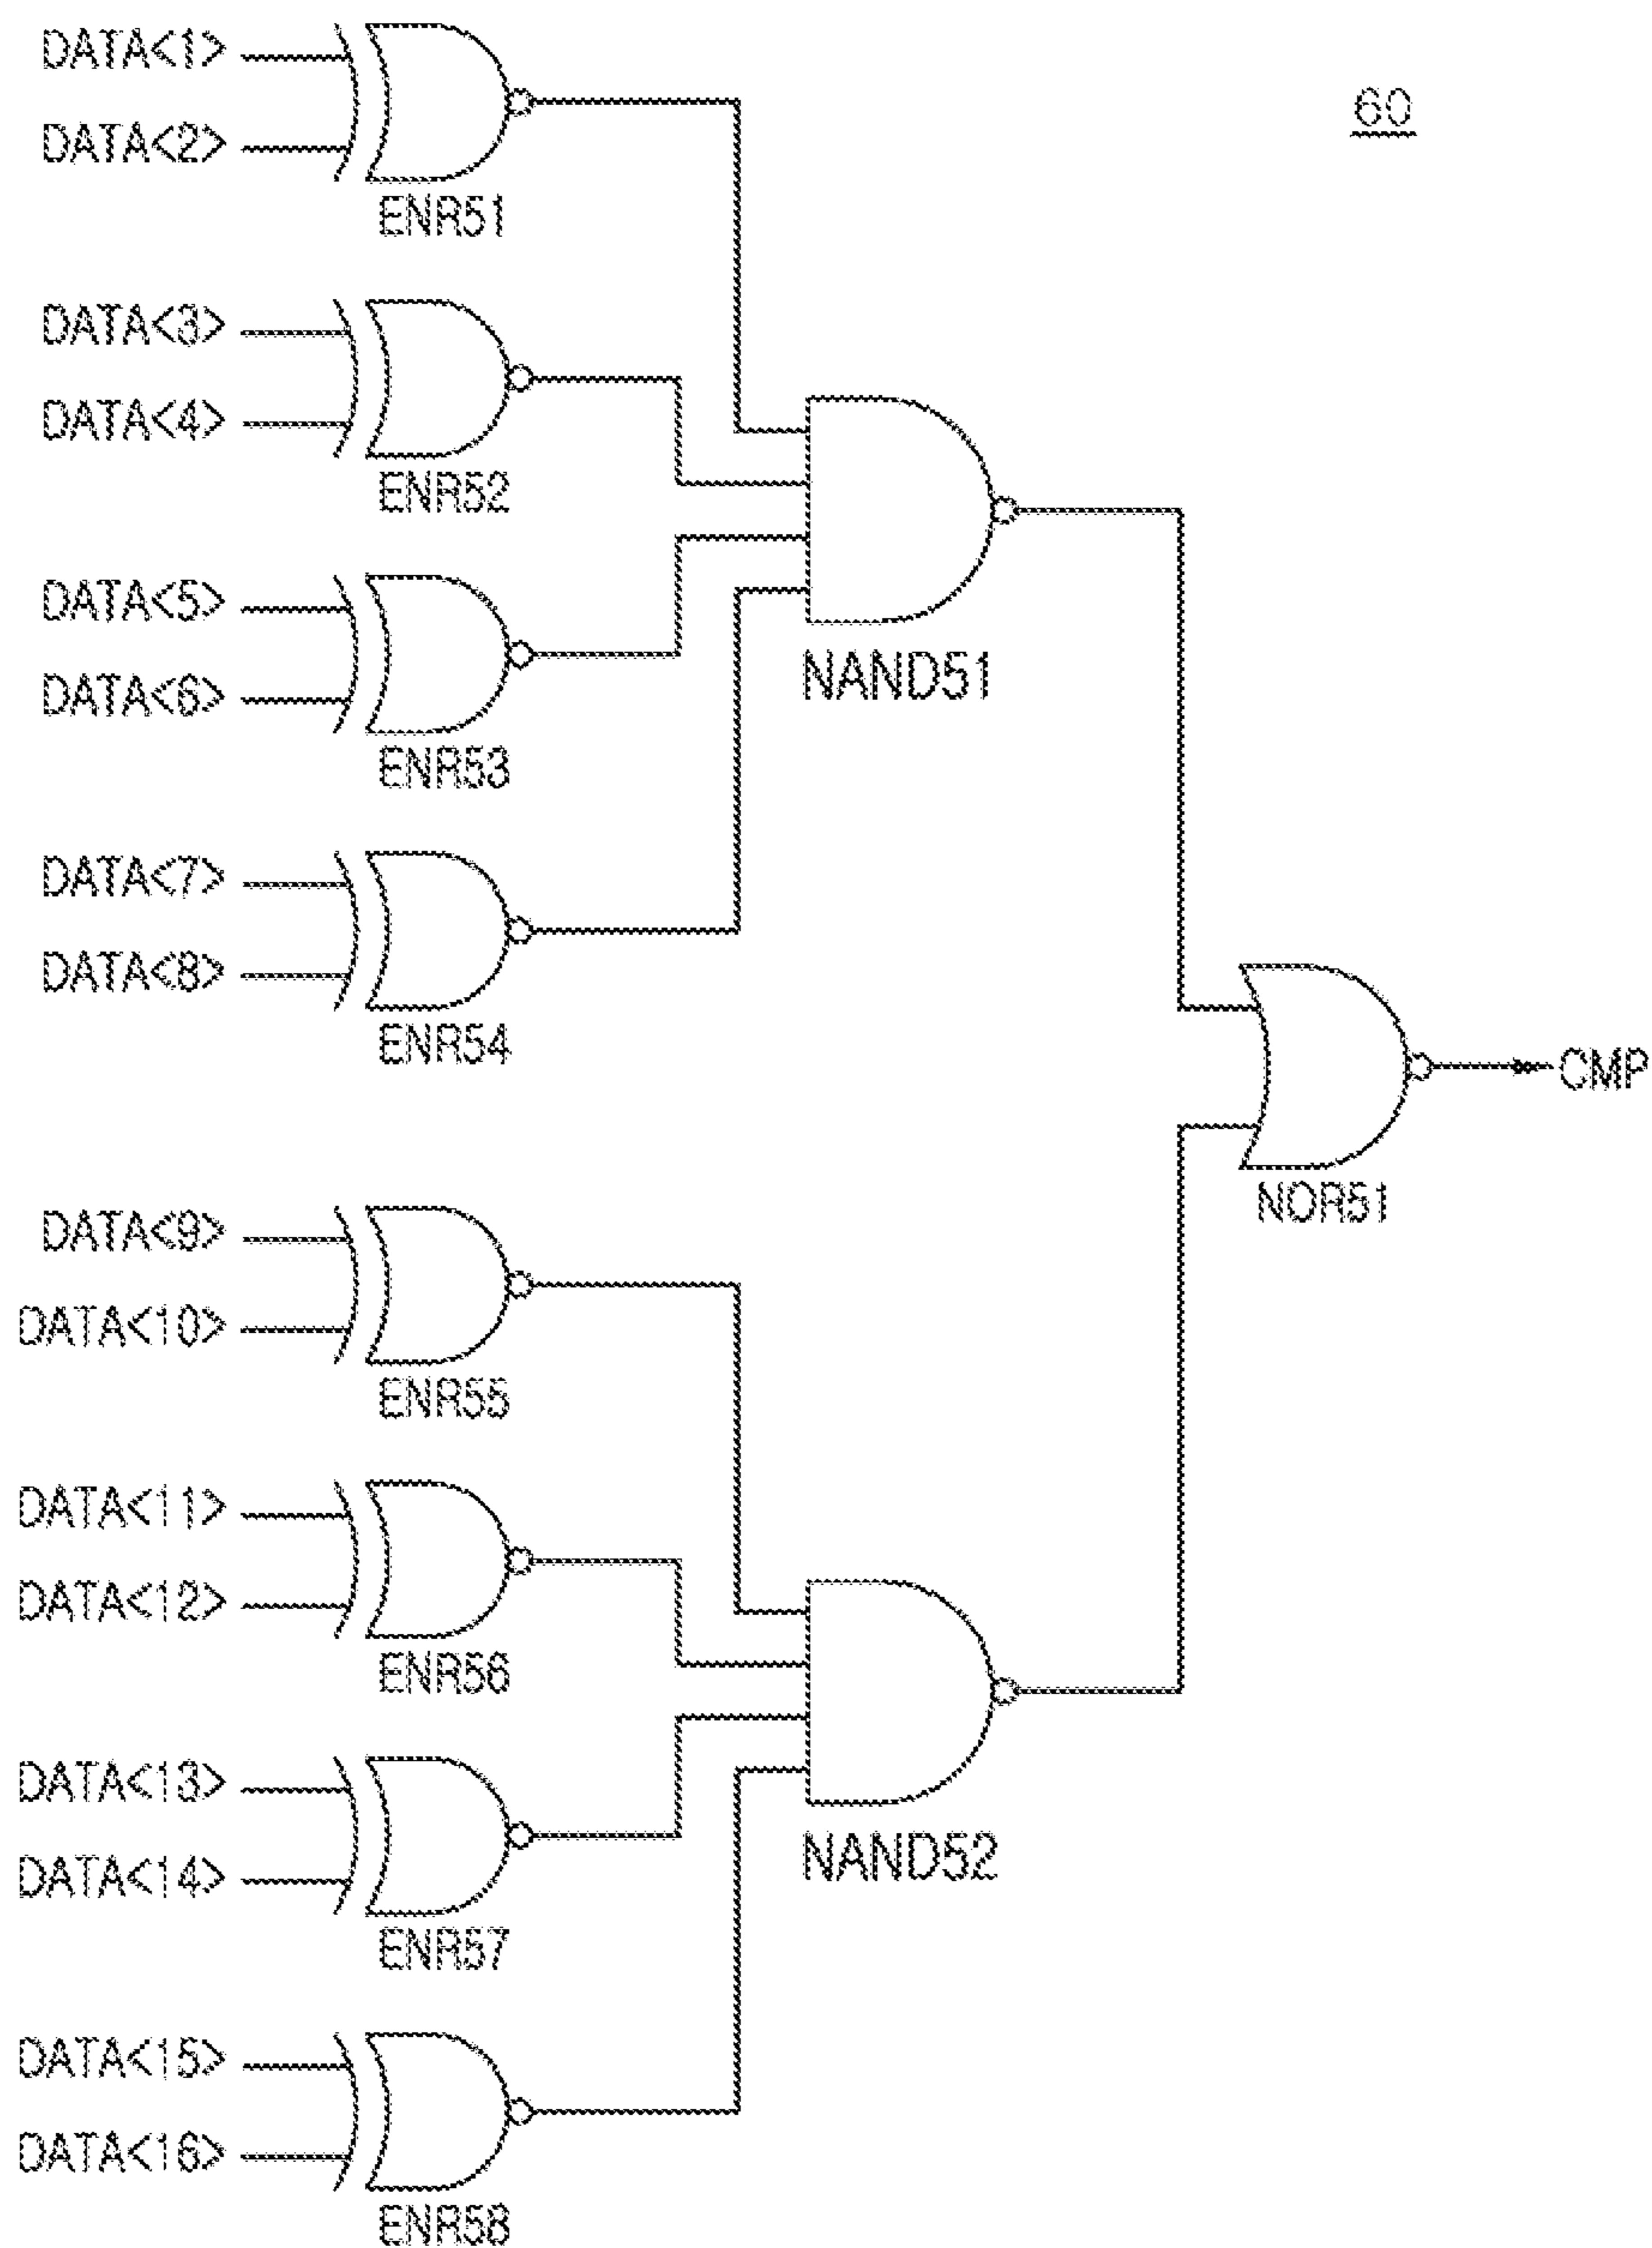 60
DATA<1>
DATA<2>
ENR51
DATA<3>
DATA<4>
ENR52
DATA<5>
DATA<6>
ENR53
NAND51
DATA<7>
DATA<8>
ENR54
CMP
NOR51
DATA<9>
DATA<10>
ENR55
DATA<11>
DATA<12>
ENR56
DATA<13>
DATA<14>
ENR57
NAND52
DATA<15>
DATA<16>
ENR58